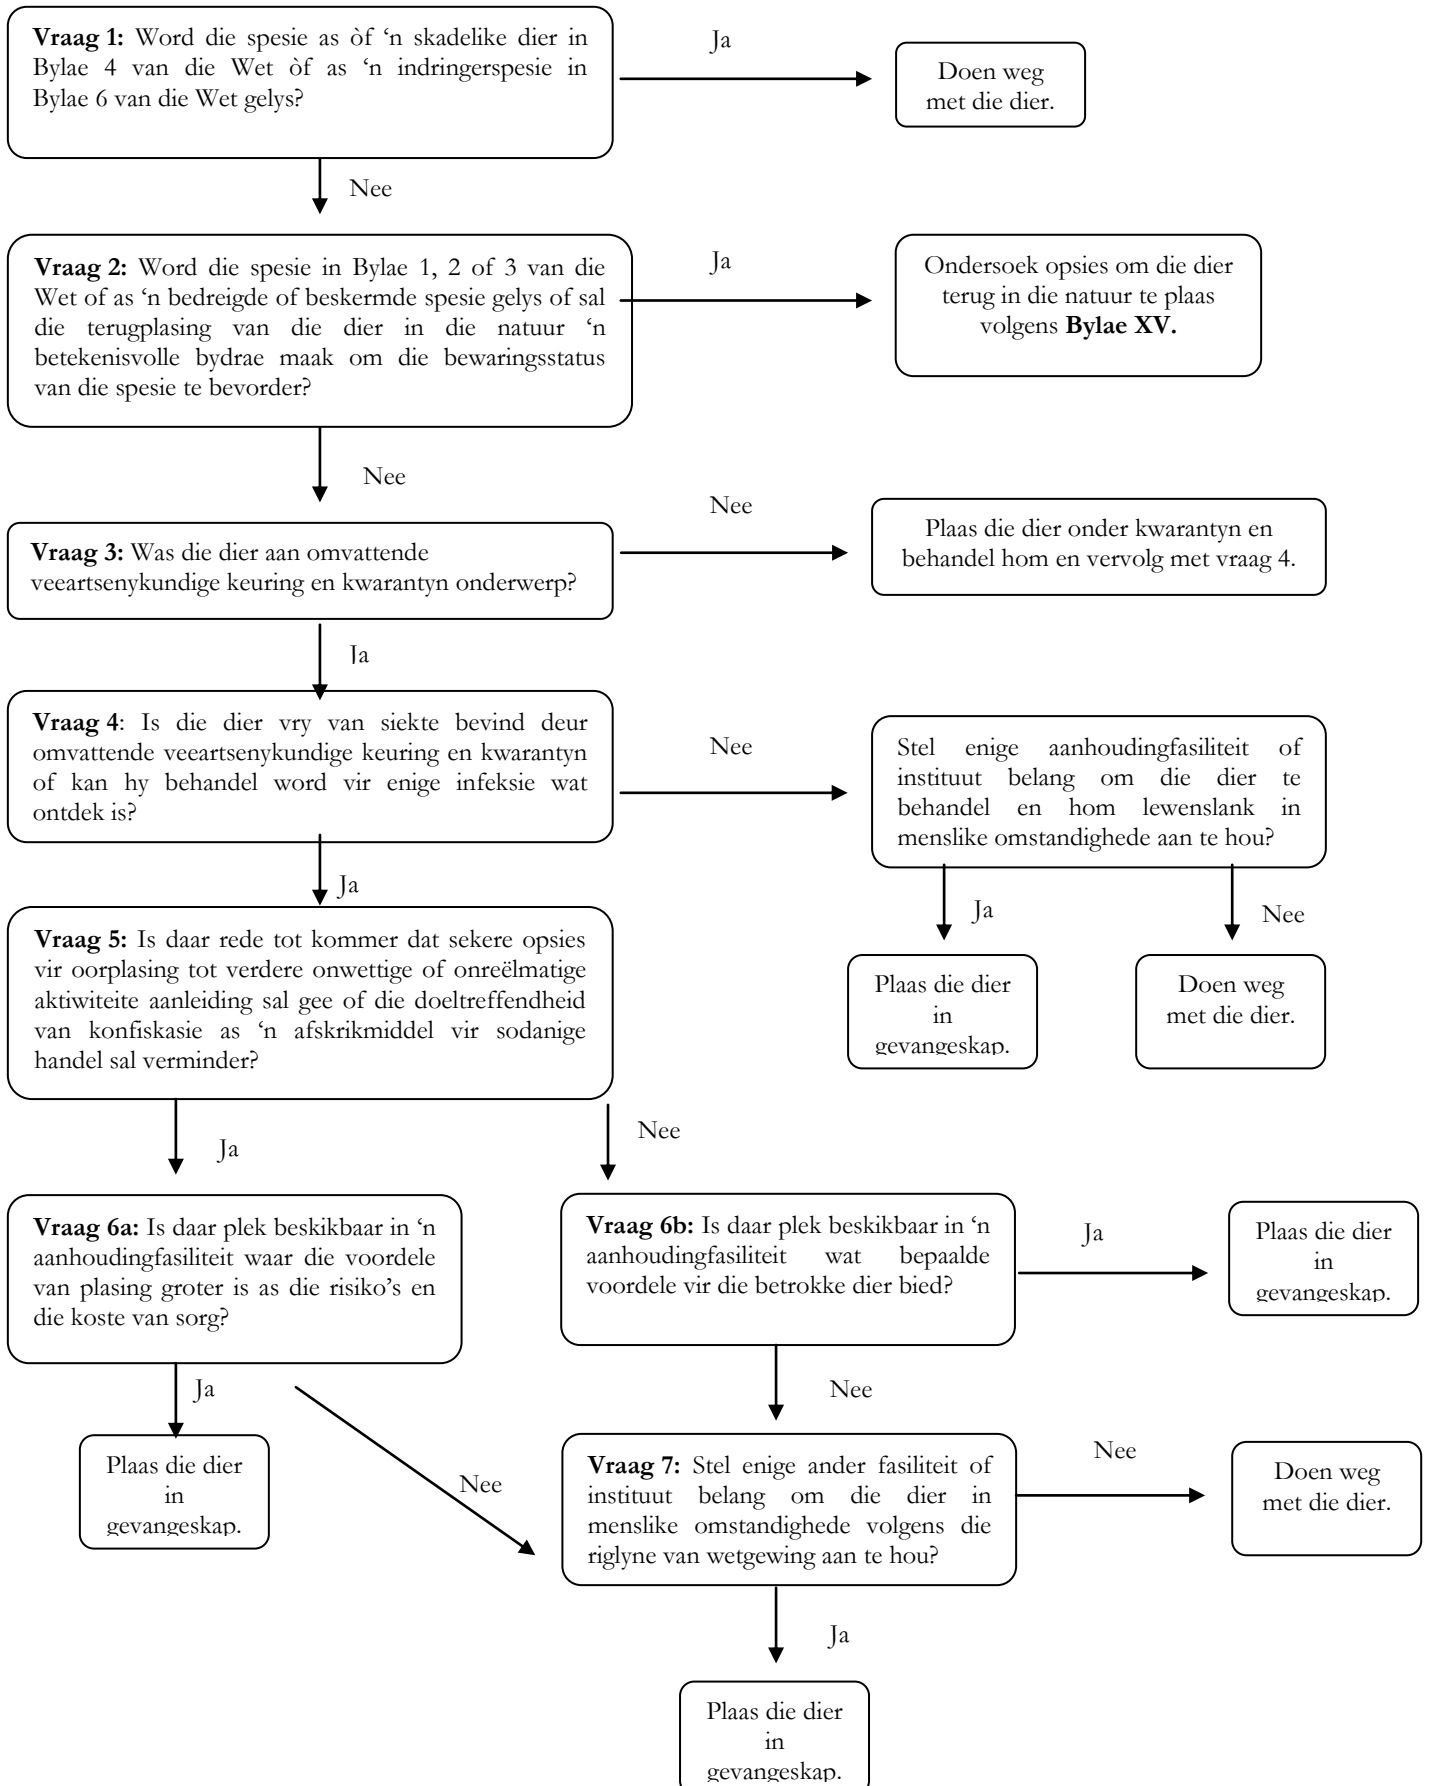 Vraag 1: Word die spesie as òf ‘n skadelike dier in
Bylae 4 van die Wet òf as ‘n indringerspesie in
Bylae 6 van die Wet gelys?
Ja
Doen weg
met die dier.
Nee
Vraag 2: Word die spesie in Bylae 1, 2 of 3 van die
Wet of as ‘n bedreigde of beskermde spesie gelys of sal
die terugplasing van die dier in die natuur ‘n
betekenisvolle bydrae maak om die bewaringsstatus
van die spesie te bevorder?
Ja
Ondersoek opsies om die dier
terug in die natuur te plaas
volgens Bylae XV.
Nee
Vraag 3: Was die dier aan omvattende
veeartsenykundige keuring en kwarantyn onderwerp?
Nee
Plaas die dier onder kwarantyn en
behandel hom en vervolg met vraag 4.
Ja
Vraag 4: Is die dier vry van siekte bevind deur
omvattende veeartsenykundige keuring en kwarantyn
of kan hy behandel word vir enige infeksie wat
ontdek is?
Nee
Stel enige aanhoudingfasiliteit of
instituut belang om die dier te
behandel en hom lewenslank in
menslike omstandighede aan te hou?
Ja
Plaas die dier
in
gevangeskap.
Nee
Doen weg
met die dier.
Ja
Vraag 5: Is daar rede tot kommer dat sekere opsies
vir oorplasing tot verdere onwettige of onreëlmatige
aktiwiteite aanleiding sal gee of die doeltreffendheid
van konfiskasie as ‘n afskrikmiddel vir sodanige
handel sal verminder?
Ja
Nee
Vraag 6a: Is daar plek beskikbaar in ‘n
aanhoudingfasiliteit waar die voordele
van plasing groter is as die risiko’s en
die koste van sorg?
Vraag 6b: Is daar plek beskikbaar in ‘n
aanhoudingfasiliteit wat bepaalde
voordele vir die betrokke dier bied?
Ja
Plaas die dier
in
gevangeskap.
Ja
Plaas die dier
in
gevangeskap.
Nee
Nee
Vraag 7: Stel enige ander fasiliteit of
instituut belang om die dier in
menslike omstandighede volgens die
riglyne van wetgewing aan te hou?
Nee
Doen weg
met die dier.
Ja
Plaas die dier
in
gevangeskap.